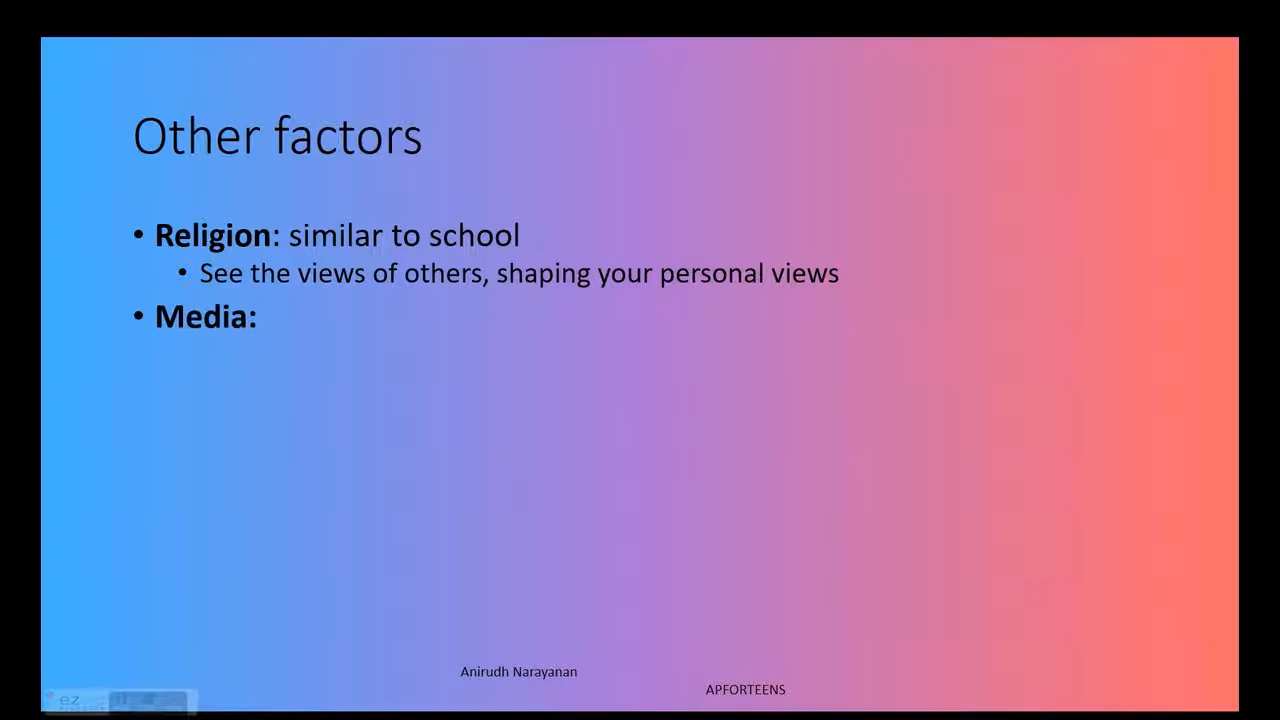 Other factors
• Religion: similar to school
• See the views of others, shaping your personal views
• Media:
Anirudh Narayanan
APFORTEENS
ez